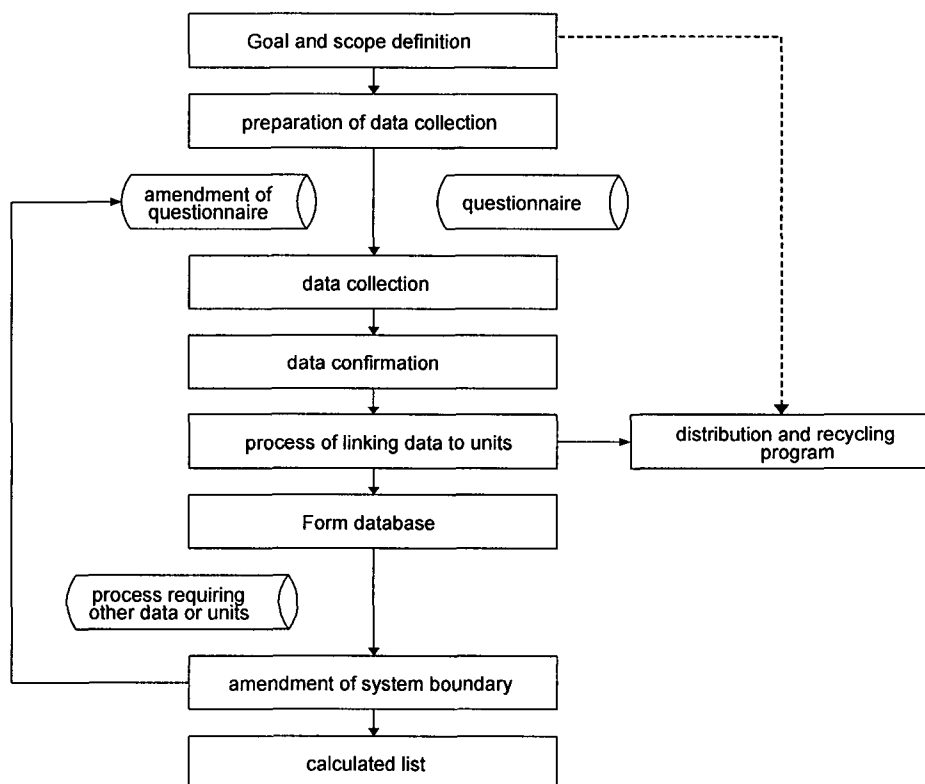 Goal and scope definition
preparation of data collection
amendment of
questionnaire
questionnaire
data collection
data confirmation
process of linking data to units
distribution and recycling
program
Form database
process requiring
other data or units
amendment of system boundary
calculated list